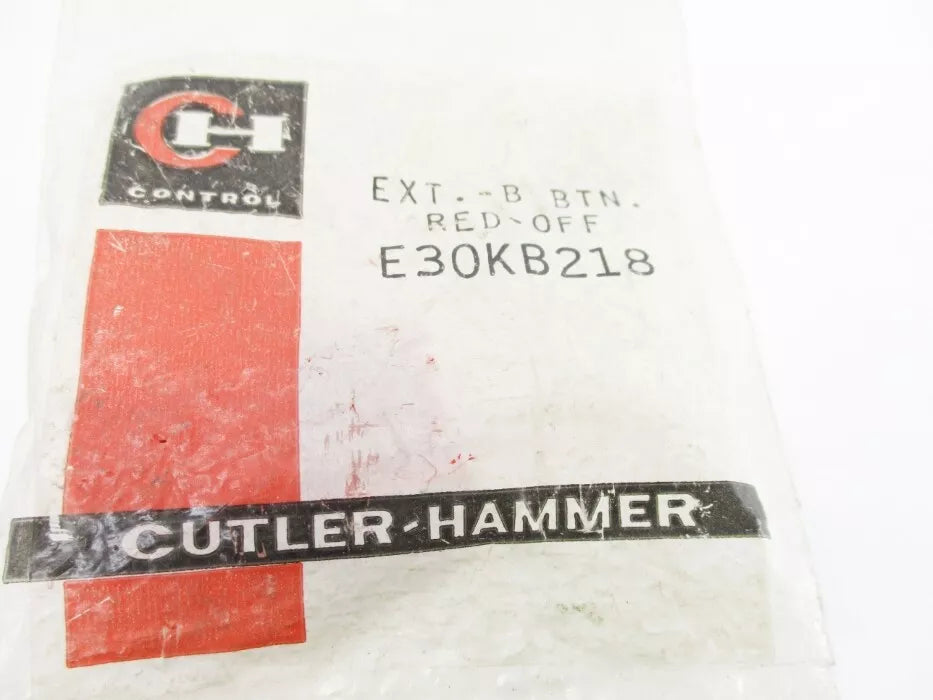 CH
CONTROL
EXT.-B BTN.
RED-OFF
E30KB218
CUTLER-HAMMER